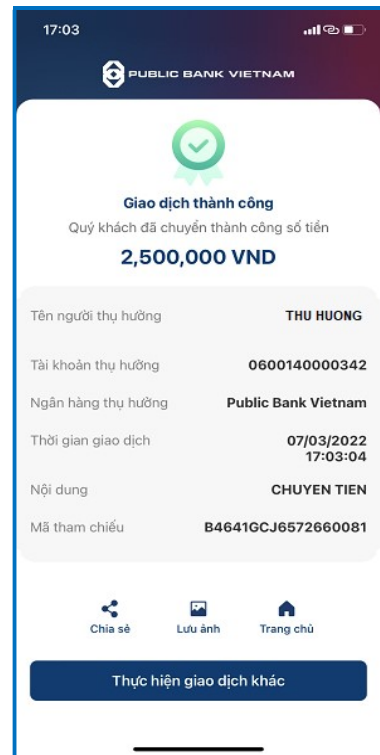 17:03
PUBLIC BANK VIETNAM
Giao dịch thành công
Quý khách đã chuyển thành công số tiền
2,500,000 VND
Tên người thụ hưởng THU HUONG
Tài khoản thụ hưởng 0600140000342
Ngân hàng thụ hưởng Public Bank Vietnam
Thời gian giao dịch 07/03/2022
17:03:04
Nội dung CHUYEN TIEN
Mã tham chiếu B4641GCJ6572660081
Chia sẻ Lưu ảnh Trang chủ
Thực hiện giao dịch khác